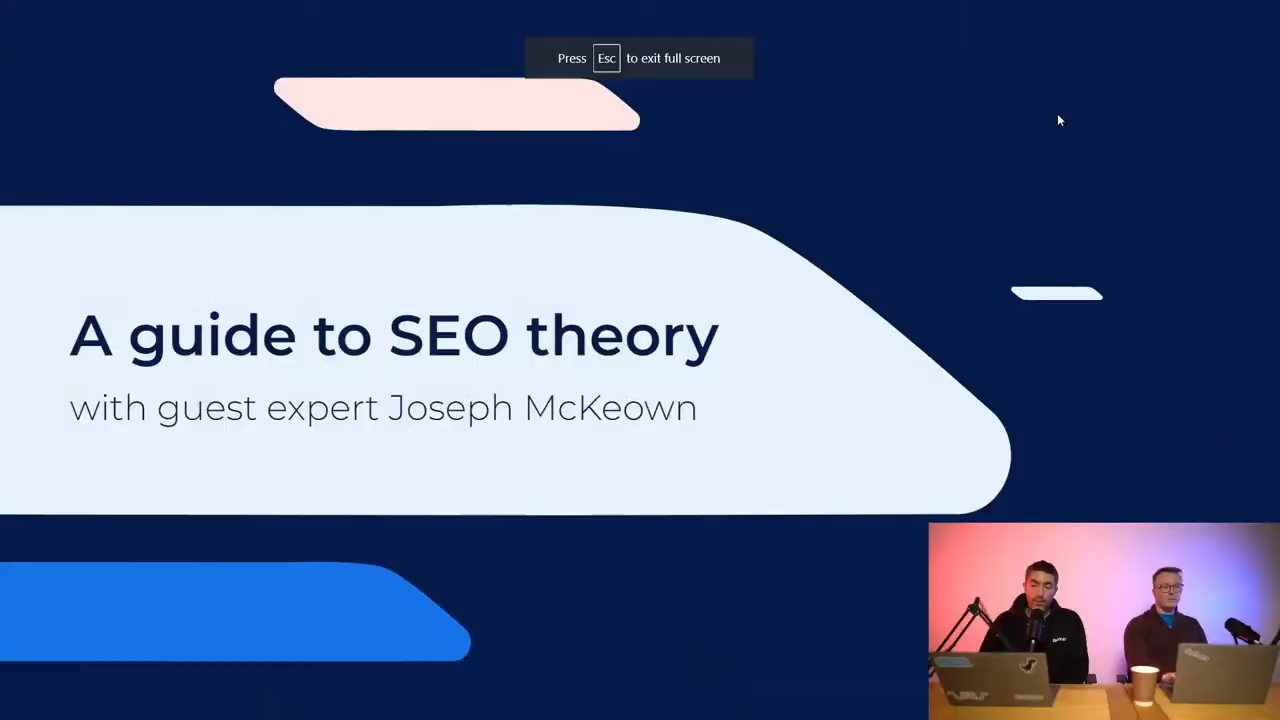 Press Esc to exit full screen
A guide to SEO theory
with guest expert Joseph McKeown